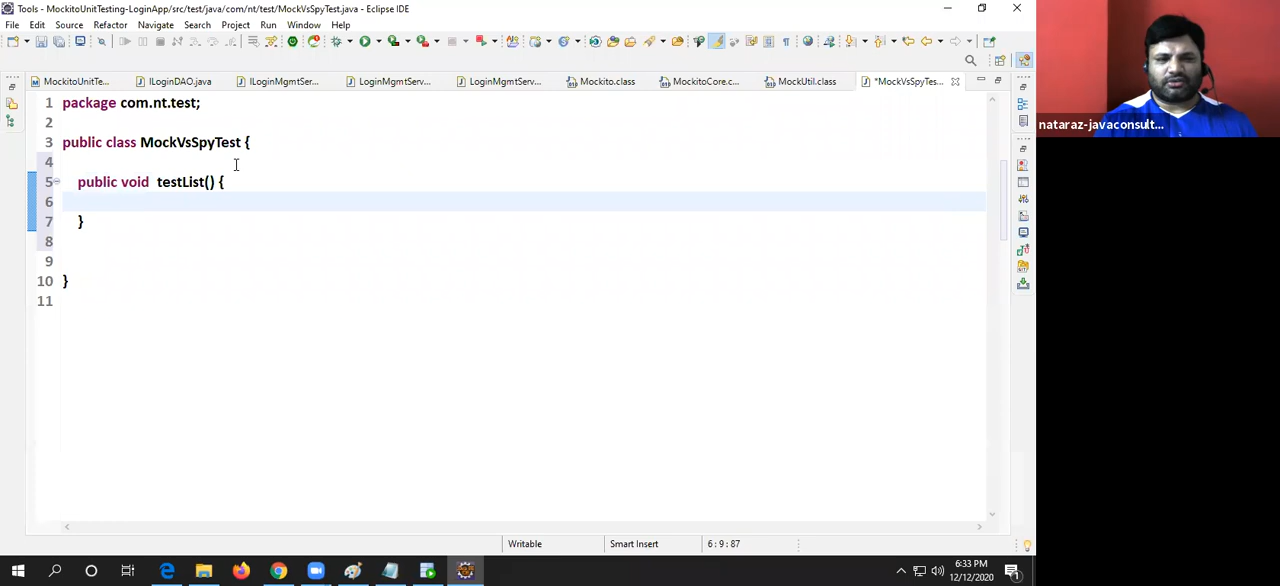 Tools - MockitoUnitTesting-LoginApp/src/test/java/com/nt/test/MockVsSpyTest.java - Eclipse IDE
File Edit Source Refactor Navigate Search Project Run Window Help
MockitoUnitTe... ILoginDAO.java ILoginMgmtSer... LoginMgmtServ... LoginMgmtServ... Mockito.class MockitoCore.c... MockUtil.class *MockVsSpyTes...
1 package com.nt.test;
2
3 public class MockVsSpyTest {
4
5 public void testList() {
6
7 }
8
9
10 }
11
nataraz-javaconsult...
Writable Smart Insert 6 : 9 : 87
6:33 PM
12/12/2020
1